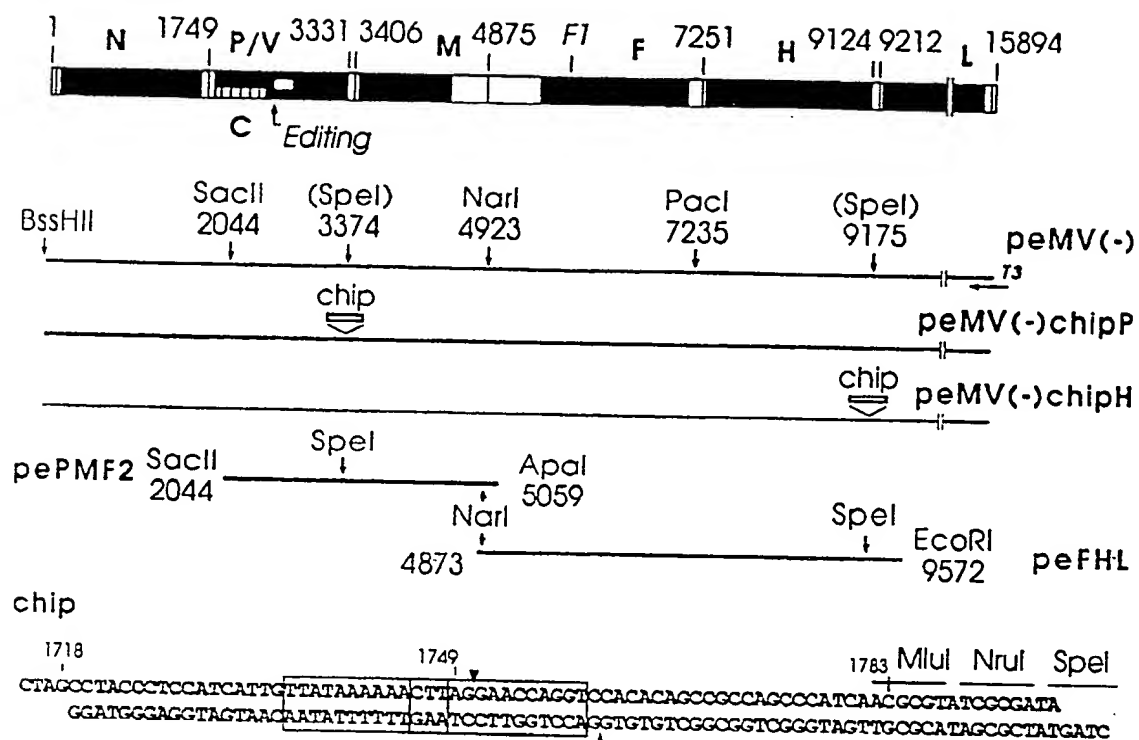 1 N 1749 P/V 3331 3406 M 4875 F1 F 7251 H 9124 9212 L 15894
C Editing
BssHII SacII 2044 (SpeI) 3374 NarI 4923 PacI 7235 (SpeI) 9175 peMV(-)
T3
chip
peMV(-)chipP
chip
peMV(-)chipH
pePMF2 SacII 2044 SpeI ApaI 5059
NarI 4873 SpeI EcoRI 9572 peFHL
chip
1718 1749 1783 MluI NruI SpeI
CTAGCCTACCCTCCATCATTGTTATAAAAAACTTAGGAACCAGGTCCACACAGCCGCCAGCCCATCAACGCGTATCGCGATA
GGATGGGAGGTAGTAACAATATTTTTTGAATCCTTGGTCCAGGTGTGTCGGCGGTCGGGTAGTTGCGCATAGCGCTATGATC